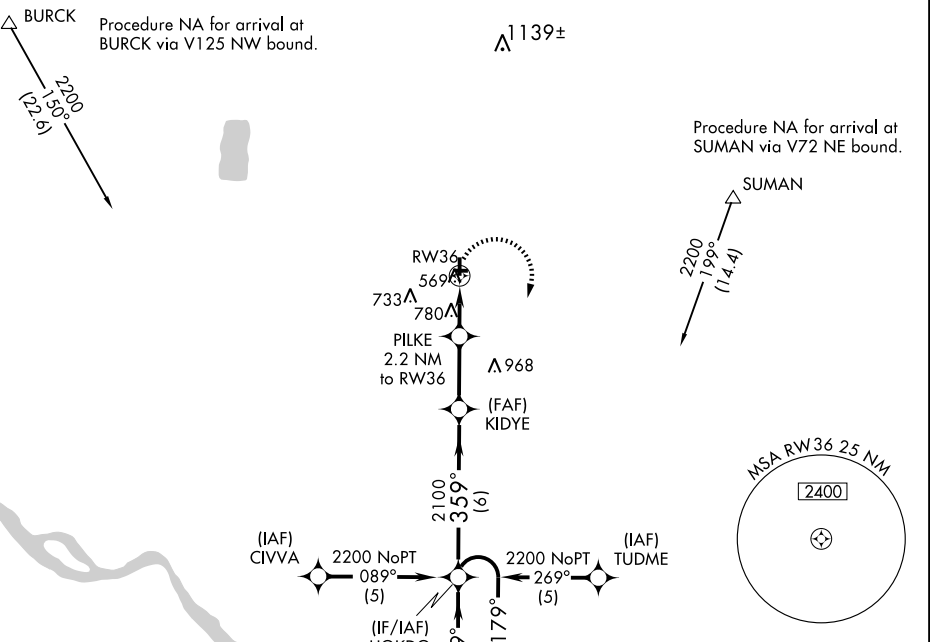 BURCK
Procedure NA for arrival at
BURCK via V125 NW bound.
1139±
2200
150°
(22.6)
Procedure NA for arrival at
SUMAN via V72 NE bound.
SUMAN
2200
199°
(14.4)
RW36
569
733
780
PILKE
2.2 NM
to RW36
968
(FAF)
KIDYE
MSA RW36 25 NM
2400
2100
359°
(6)
(IAF)
CIVVA
2200 NoPT
089°
(5)
2200 NoPT
269°
(5)
(IAF)
TUDME
(IF/IAF)
179°